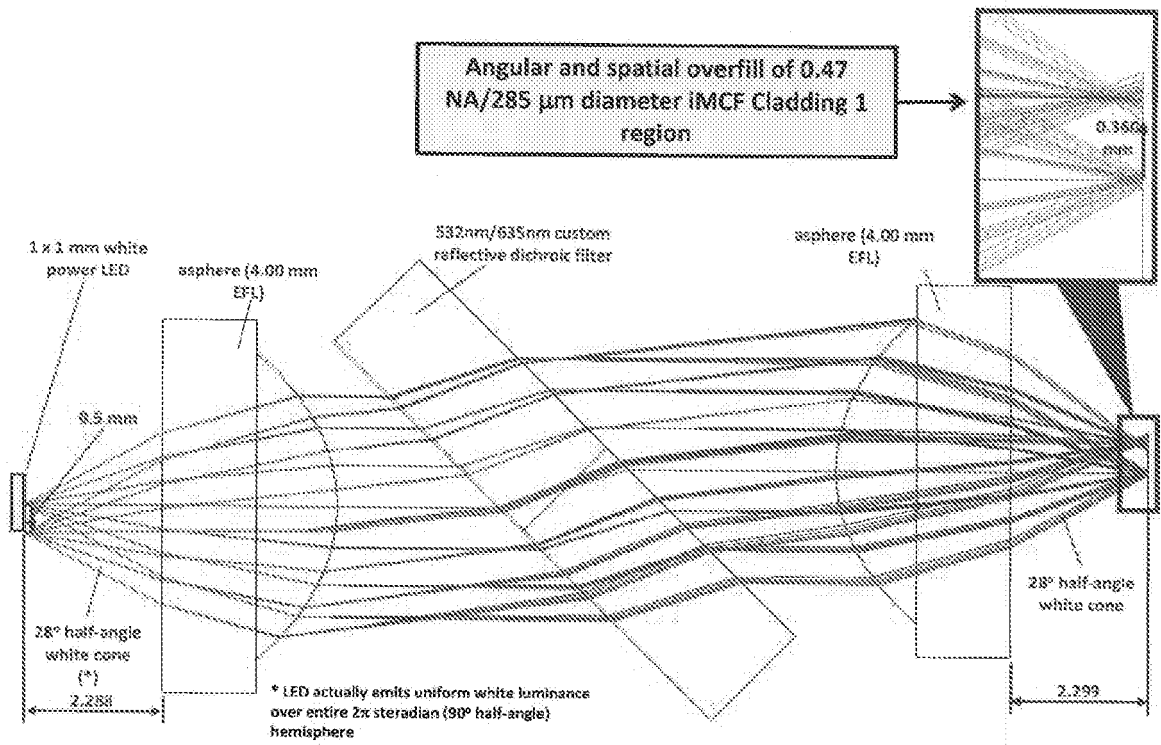 Angular and spatial overfill of 0.47
NA/285 µm diameter iMCF Cladding 1
region
0.360
mm
532nm/635nm custom
reflective dichroic filter
1 x 1 mm white
power LED
asphere (4.00 mm
EFL)
asphere (4.00 mm
EFL)
0.5 mm
28° half-angle
white cone
(*)
2.288
28° half-angle
white cone
2.299
* LED actually emits uniform white luminance
over entire 2π steradian (90° half-angle)
hemisphere